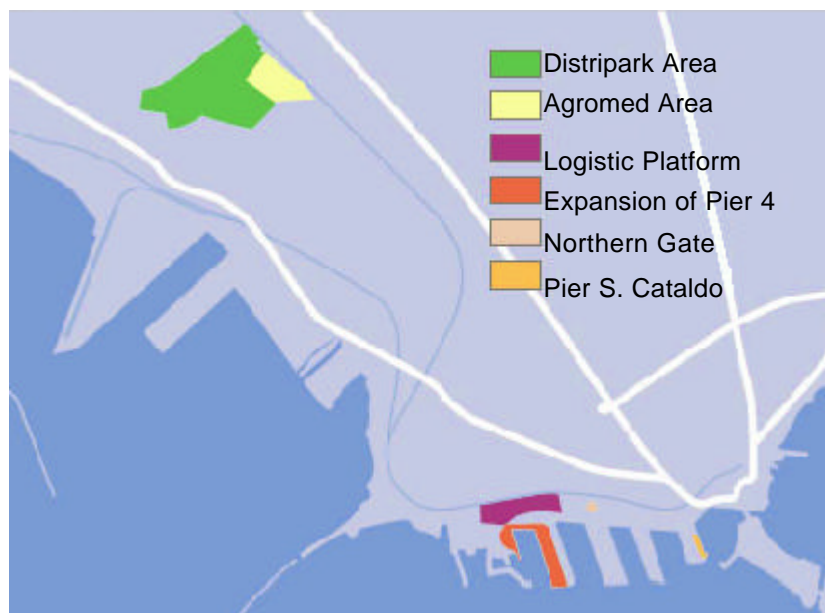 Distripark Area
Agromed Area
Logistic Platform
Expansion of Pier 4
Northern Gate
Pier S. Cataldo